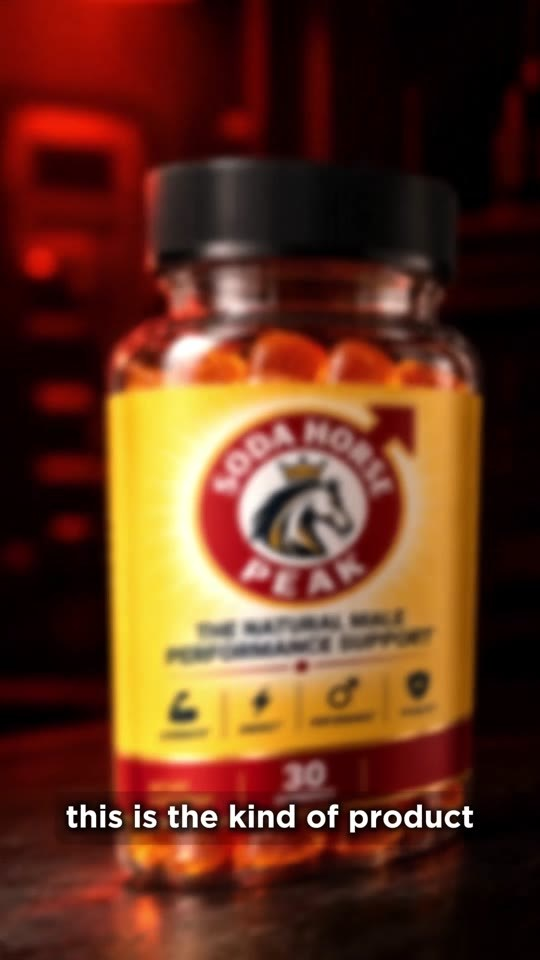 SODA HORSE
PEAK
THE NATURAL MALE
PERFORMANCE SUPPORT
30
this is the kind of product